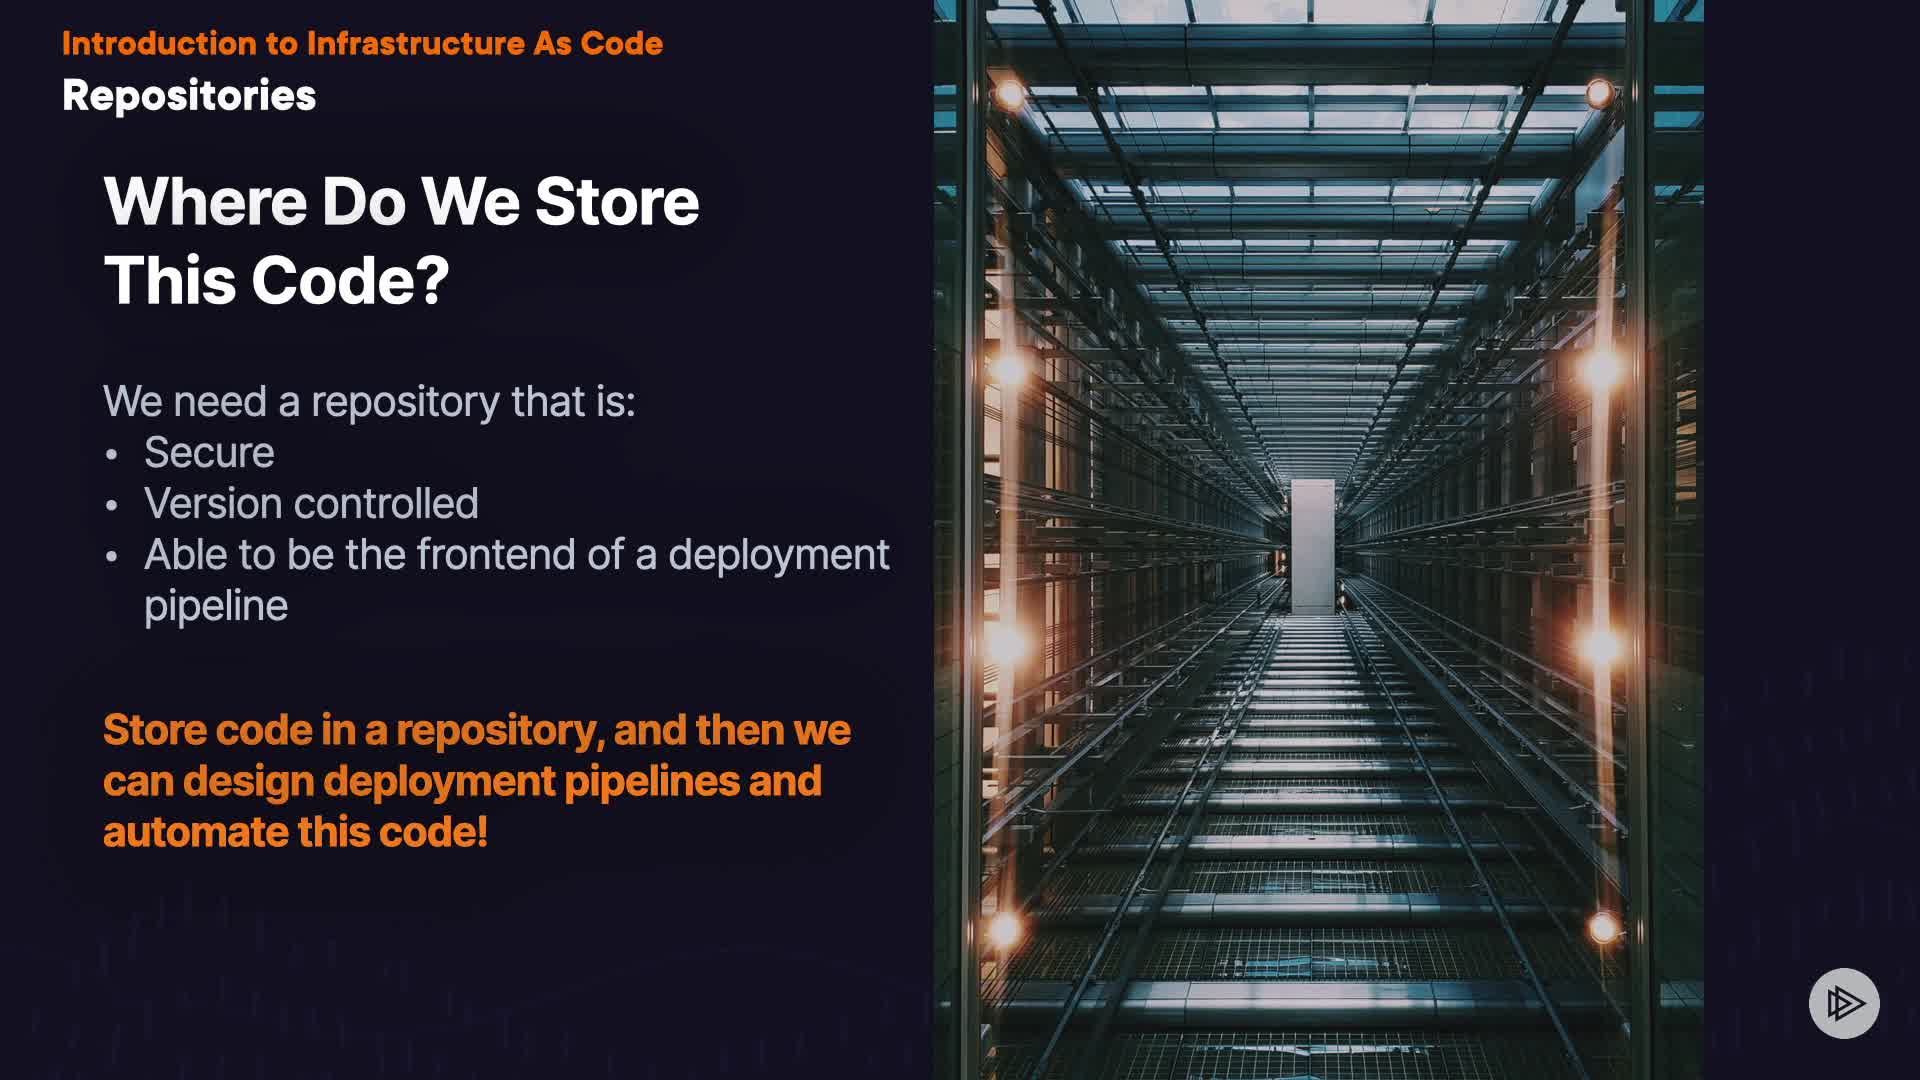 Introduction to Infrastructure As Code
Repositories
Where Do We Store
This Code?
We need a repository that is:
• Secure
• Version controlled
• Able to be the frontend of a deployment
pipeline
Store code in a repository, and then we
can design deployment pipelines and
automate this code!